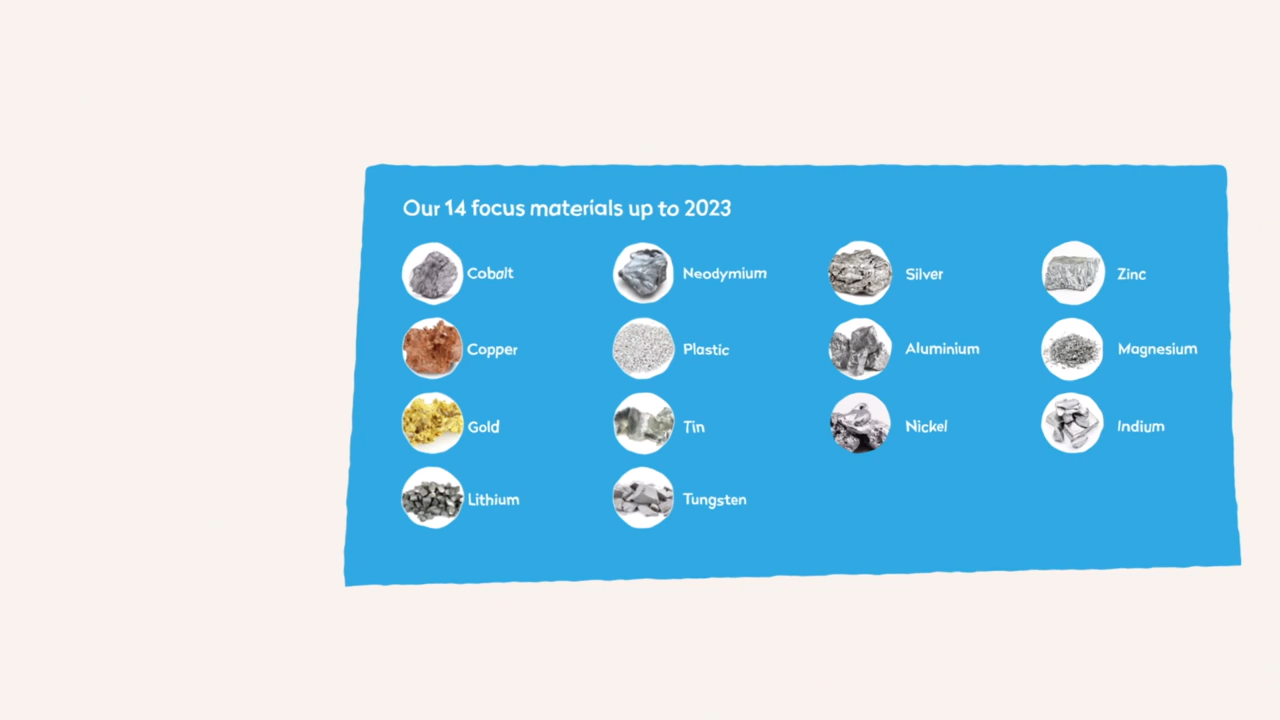 Our 14 focus materials up to 2023
Cobalt
Neodymium
Silver
Zinc
Copper
Plastic
Aluminium
Magnesium
Gold
Tin
Nickel
Indium
Lithium
Tungsten